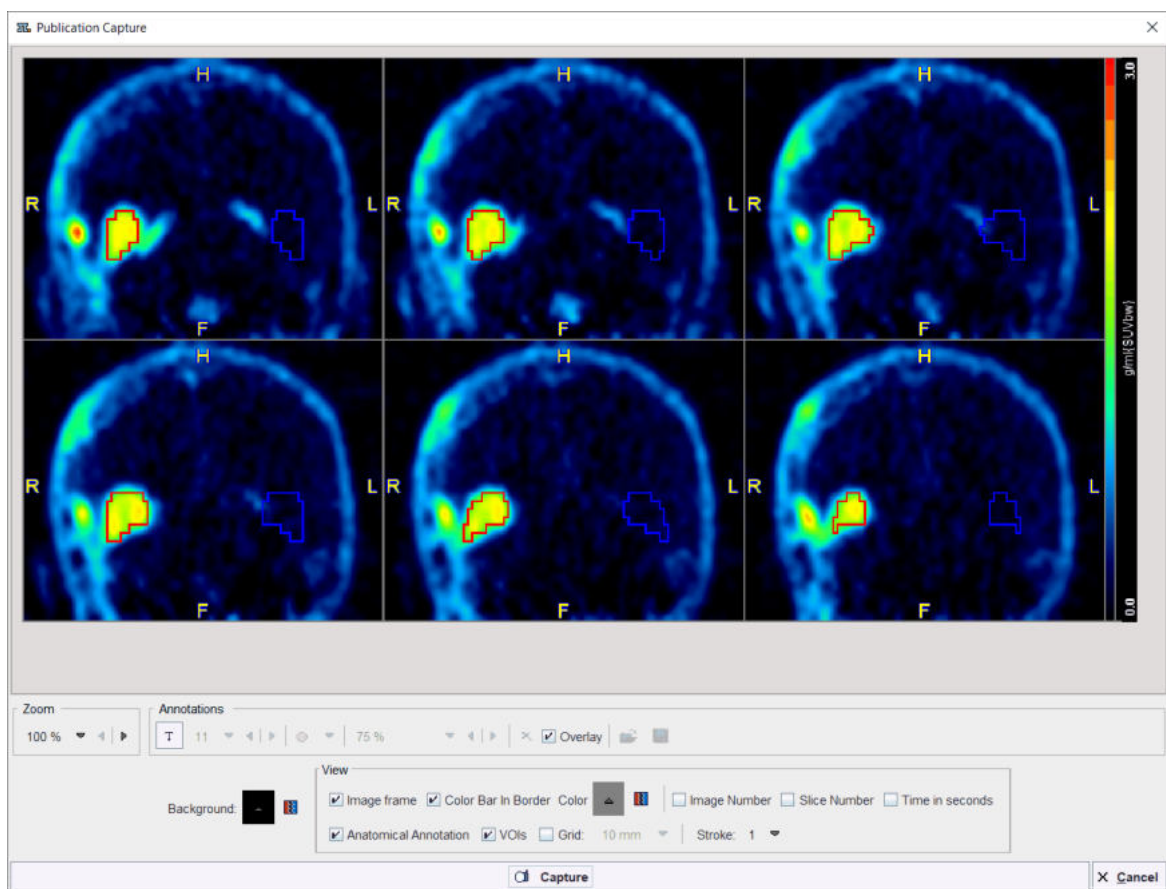 Publication Capture
H H H
3.0
R L R L R L
g/ml{SUVbw}
F F F
H H H
R L R L R L
F F F
0.0
Zoom Annotations
100 % T 11 75 % Overlay
View
Background: Image frame Color Bar In Border Color Image Number Slice Number Time in seconds
Anatomical Annotation VOIs Grid: 10 mm Stroke: 1
Capture Cancel